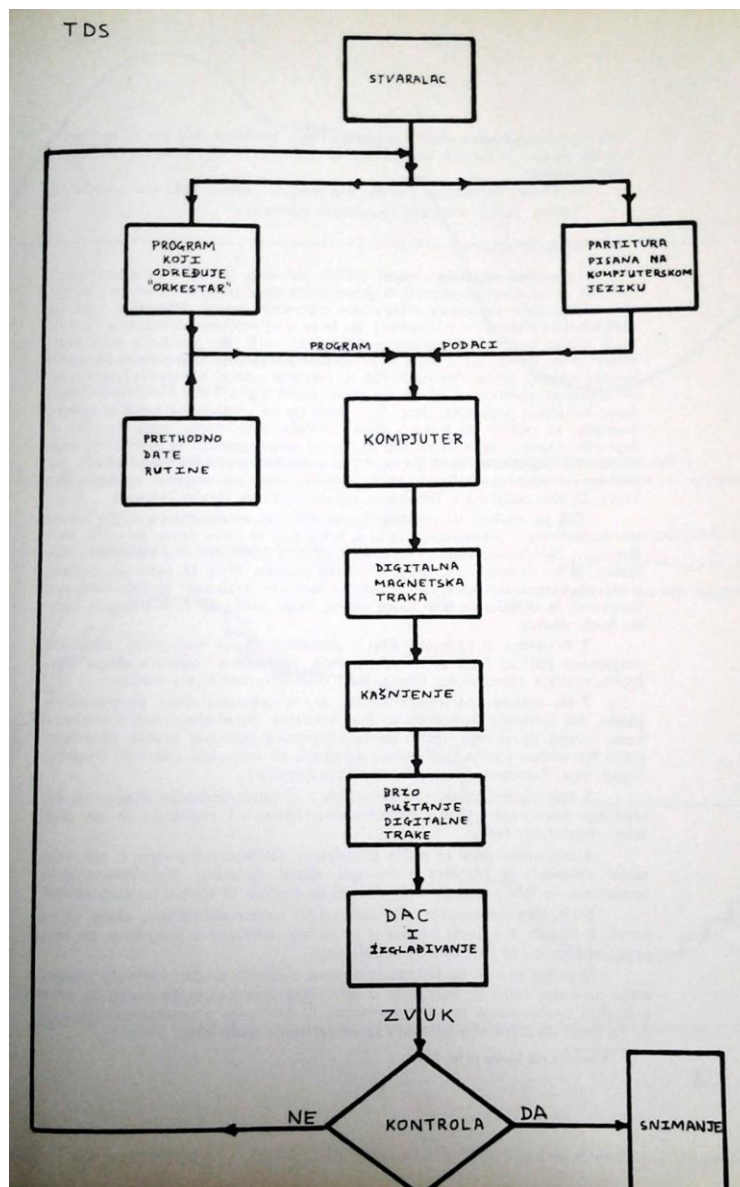 TDS
STVARALAC
PROGRAM
KOJI
ODREĐUJE
"ORKESTAR"
PARTITURA
PISANA NA
KOMPJUTERSKOM
JEZIKU
PROGRAM
DODACI
PRETHODNO
DATE
RUTINE
KOMPJUTER
DIGITALNA
MAGNETSKA
TRAKA
KAŠNJENJE
BRZO
PUŠTANJE
DIGITALNE
TRAKE
DAC
I
IZGLAĐIVANJE
ZVUK
NE
KONTROLA
DA
SNIMANJE